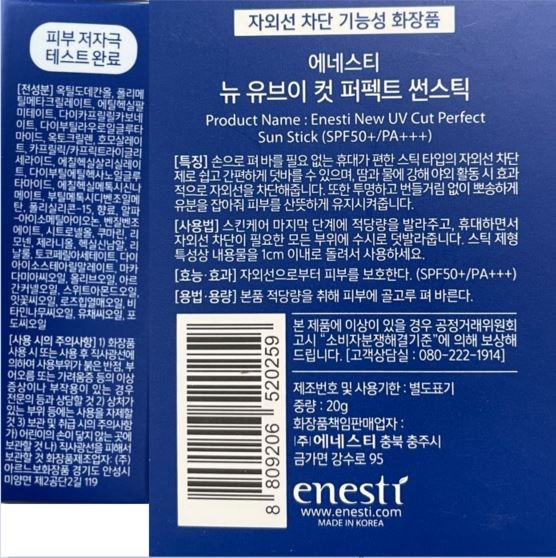 피부 저자극
테스트 완료
[전성분] 옥틸도데칸올, 폴리메
틸메타크릴레이트, 에틸헥실팔
미테이트, 다이카프릴릴카보네
이트, 다이부틸라우로일글루타
마이드, 옥토크릴렌, 호모살레이
트, 카프릴릭/카프릭트라이글리
세라이드, 에칠헥실살리실레이
트, 다이부틸에틸헥사노일글루
타마이드, 에칠헥실메톡시신나
메이트, 부틸메톡시디벤조일메
탄, 폴리실리콘-15, 향료, 알파
-아이소메틸아이오논, 벤질벤조
에이트, 시트로넬올, 쿠마린, 리
모넨, 제라니올, 헥실신남알, 리
날룰, 토코페릴아세테이트, 다이
아이소스테아릴말레이트, 마카
다미아씨오일, 올리브오일, 아르
간커넬오일, 스위트아몬드오일,
잇꽃씨오일, 로즈힙열매오일, 비
타민나무씨오일, 유채씨오일, 포
도씨오일
[사용 시의 주의사항] 1) 화장품
사용 시 또는 사용 후 직사광선에
의하여 사용부위가 붉은 반점, 부
어오름 또는 가려움증 등의 이상
증상이나 부작용이 있는 경우
전문의 등과 상담할 것 2) 상처가
있는 부위 등에는 사용을 자제할
것 3) 보관 및 취급 시의 주의사항
가) 어린이의 손이 닿지 않는 곳에
보관할 것 나) 직사광선을 피해서
보관할 것 화장품제조업자: (주)
아르느보화장품 경기도 안성시
미양면 제2공단2길 119
자외선 차단 기능성 화장품
에네스티
뉴 유브이 컷 퍼펙트 썬스틱
Product Name : Enesti New UV Cut Perfect
Sun Stick (SPF50+/PA+++)
[특징] 손으로 펴 바를 필요 없는 휴대가 편한 스틱 타입의 자외선 차단
제로 쉽고 간편하게 덧바를 수 있으며, 땀과 물에 강해 야외 활동 시 효과
적으로 자외선을 차단해줍니다. 또한 투명하고 번들거림 없이 뽀송하게
유분을 잡아줘 피부를 산뜻하게 유지시켜줍니다.
[사용법] 스킨케어 마지막 단계에 적당량을 발라주고, 휴대하면서
자외선 차단이 필요한 모든 부위에 수시로 덧발라줍니다. 스틱 제형
특성상 내용물을 1cm 이내로 돌려서 사용하세요.
[효능·효과] 자외선으로부터 피부를 보호한다. (SPF50+/PA+++)
[용법·용량] 본품 적당량을 취해 피부에 골고루 펴 바른다.
본 제품에 이상이 있을 경우 공정거래위원회
고시 "소비자분쟁해결기준"에 의해 보상해
드립니다. [고객상담실 : 080-222-1914]
제조번호 및 사용기한 : 별도표기
중량 : 20g
화장품책임판매업자 :
(주)에네스티 충북 충주시
금가면 강수로 95
8 809206 520259
enesti
www.enesti.com
MADE IN KOREA